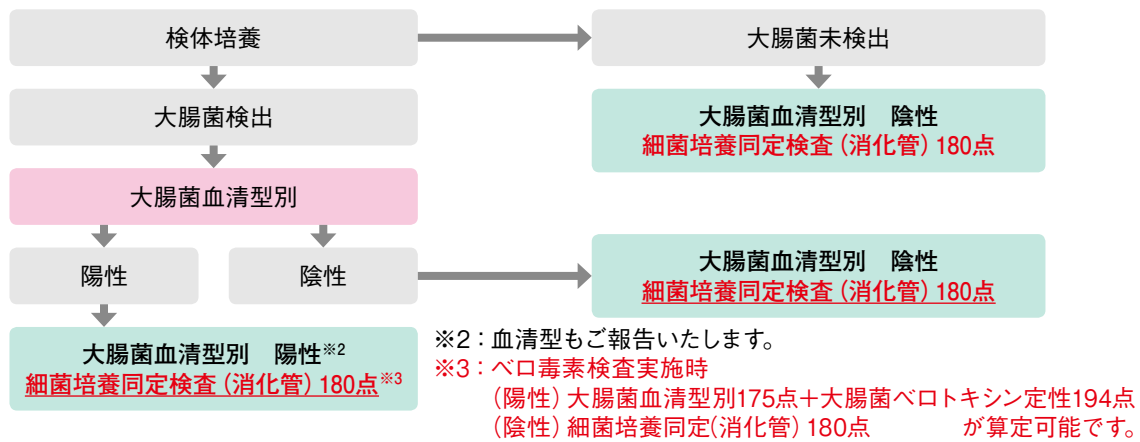 検体培養
大腸菌未検出
大腸菌検出
大腸菌血清型別　陰性
細菌培養同定検査（消化管）180点
大腸菌血清型別
陽性
陰性
大腸菌血清型別　陰性
細菌培養同定検査（消化管）180点
大腸菌血清型別　陽性※2
細菌培養同定検査（消化管）180点※3
※2：血清型もご報告いたします。
※3：ベロ毒素検査実施時
（陽性）大腸菌血清型別175点＋大腸菌ベロトキシン定性194点
（陰性）細菌培養同定(消化管）180点　　　　が算定可能です。